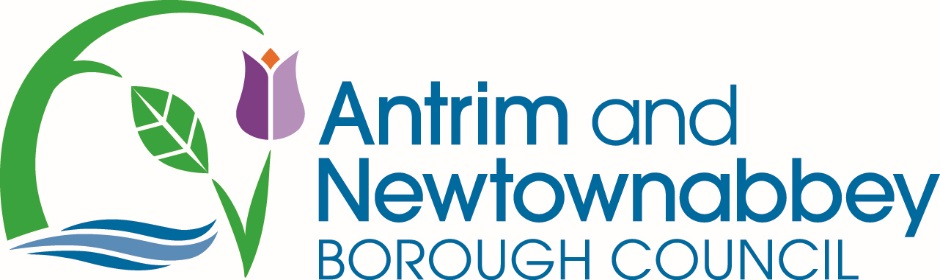 Antrim and
Newtownabbey
BOROUGH COUNCIL